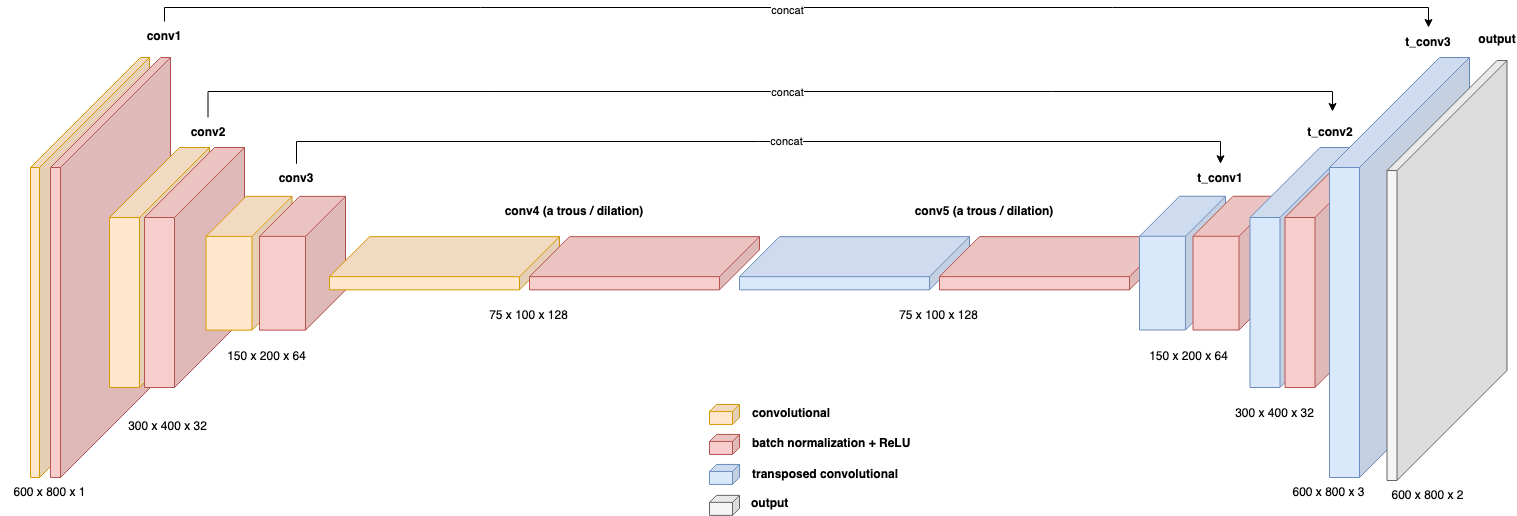 concat
conv1
t_conv3
output
concat
conv2
t_conv2
concat
conv3
t_conv1
conv4 (a trous / dilation)
conv5 (a trous / dilation)
75 x 100 x 128
75 x 100 x 128
150 x 200 x 64
150 x 200 x 64
300 x 400 x 32
300 x 400 x 32
600 x 800 x 1
600 x 800 x 3
600 x 800 x 2
convolutional
batch normalization + ReLU
transposed convolutional
output